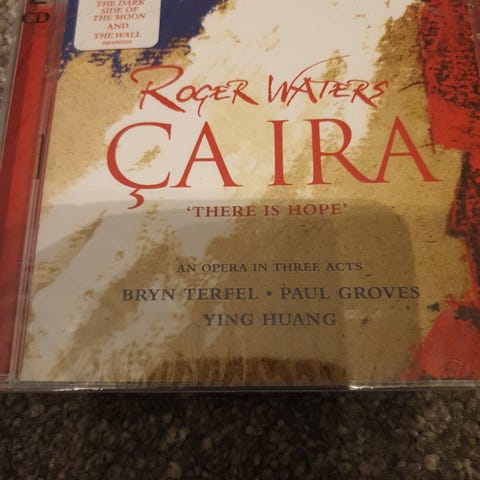 CD
THE DARK
SIDE OF
THE MOON
AND
THE WALL
ROGER WATERS
ÇA IRA
'THERE IS HOPE'
AN OPERA IN THREE ACTS
BRYN TERFEL • PAUL GROVES
YING HUANG